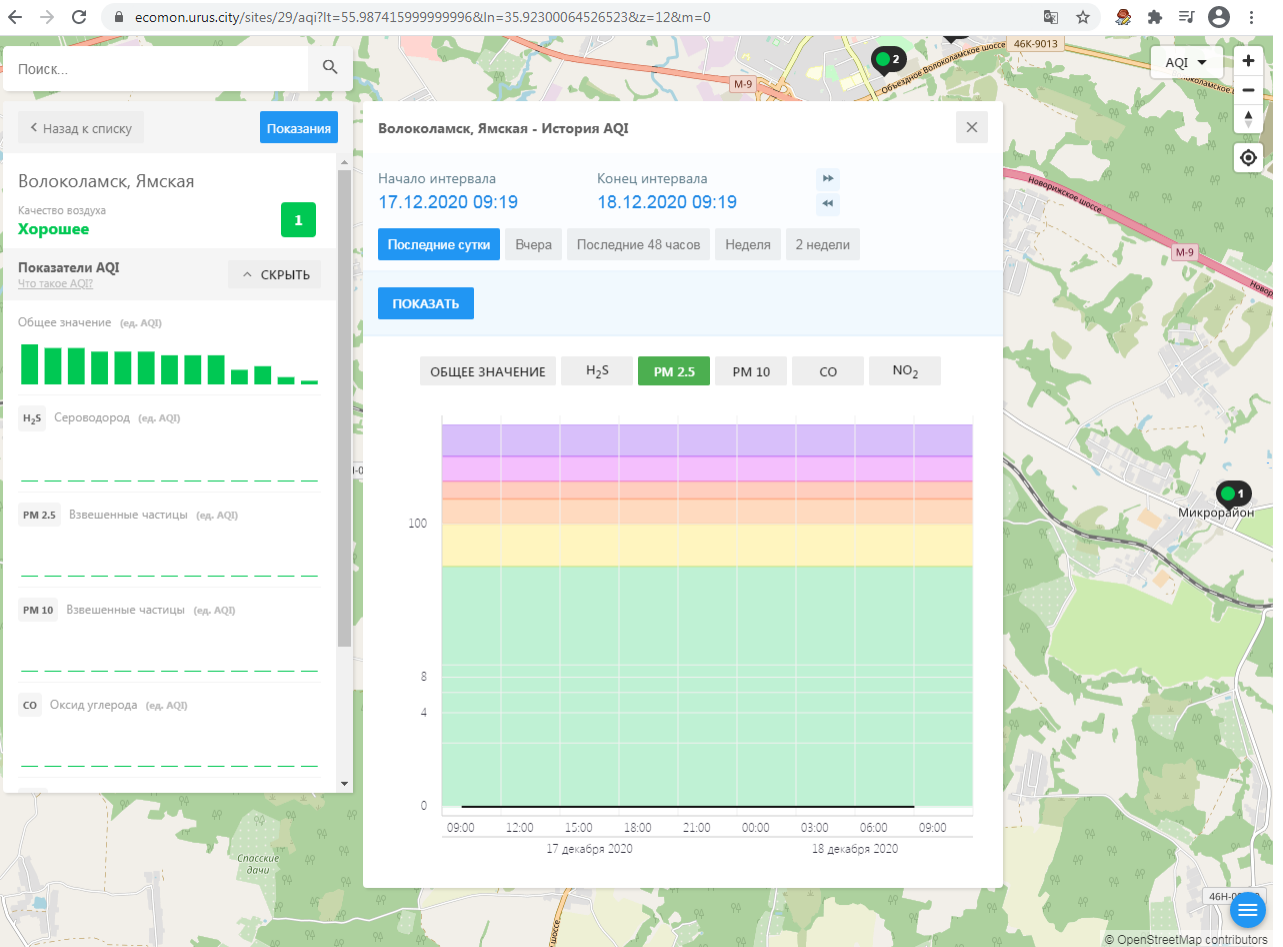 ecomon.urus.city/sites/29/aqi?lt=55.987415999999996&ln=35.92300064526523&z=12&m=0
Поиск...
Назад к списку
Показания
Волоколамск, Ямская
Качество воздуха
Хорошее
1
Показатели AQI
Что такое AQI?
СКРЫТЬ
Общее значение (ед. AQI)
H2S Сероводород (ед. AQI)
PM 2.5 Взвешенные частицы (ед. AQI)
PM 10 Взвешенные частицы (ед. AQI)
CO Оксид углерода (ед. AQI)
Волоколамск, Ямская - История AQI
Начало интервала
17.12.2020 09:19
Конец интервала
18.12.2020 09:19
Последние сутки
Вчера
Последние 48 часов
Неделя
2 недели
ПОКАЗАТЬ
ОБЩЕЕ ЗНАЧЕНИЕ
H2S
PM 2.5
PM 10
CO
NO2
100
8
4
0
09:00 12:00 15:00 18:00 21:00 00:00 03:00 06:00 09:00
17 декабря 2020 18 декабря 2020
M-9
2
Объездное Волоколамское шоссе
46К-9013
AQI
Новорижское шоссе
M-9
1
Микрорайон
Спасские
дачи
© OpenStreetMap contributors